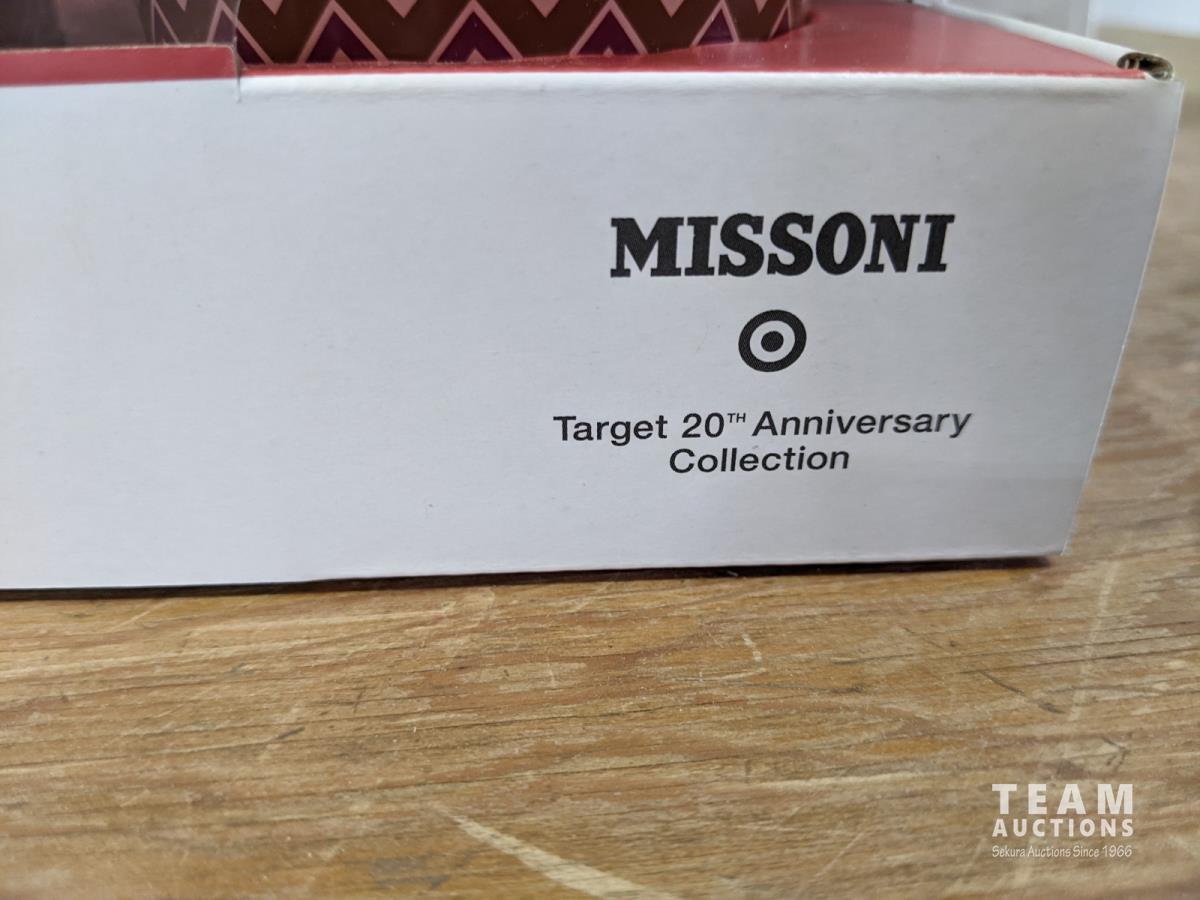 MISSONI
Target 20TH Anniversary
Collection
TEAM
AUCTIONS
Sekura Auctions Since 1966